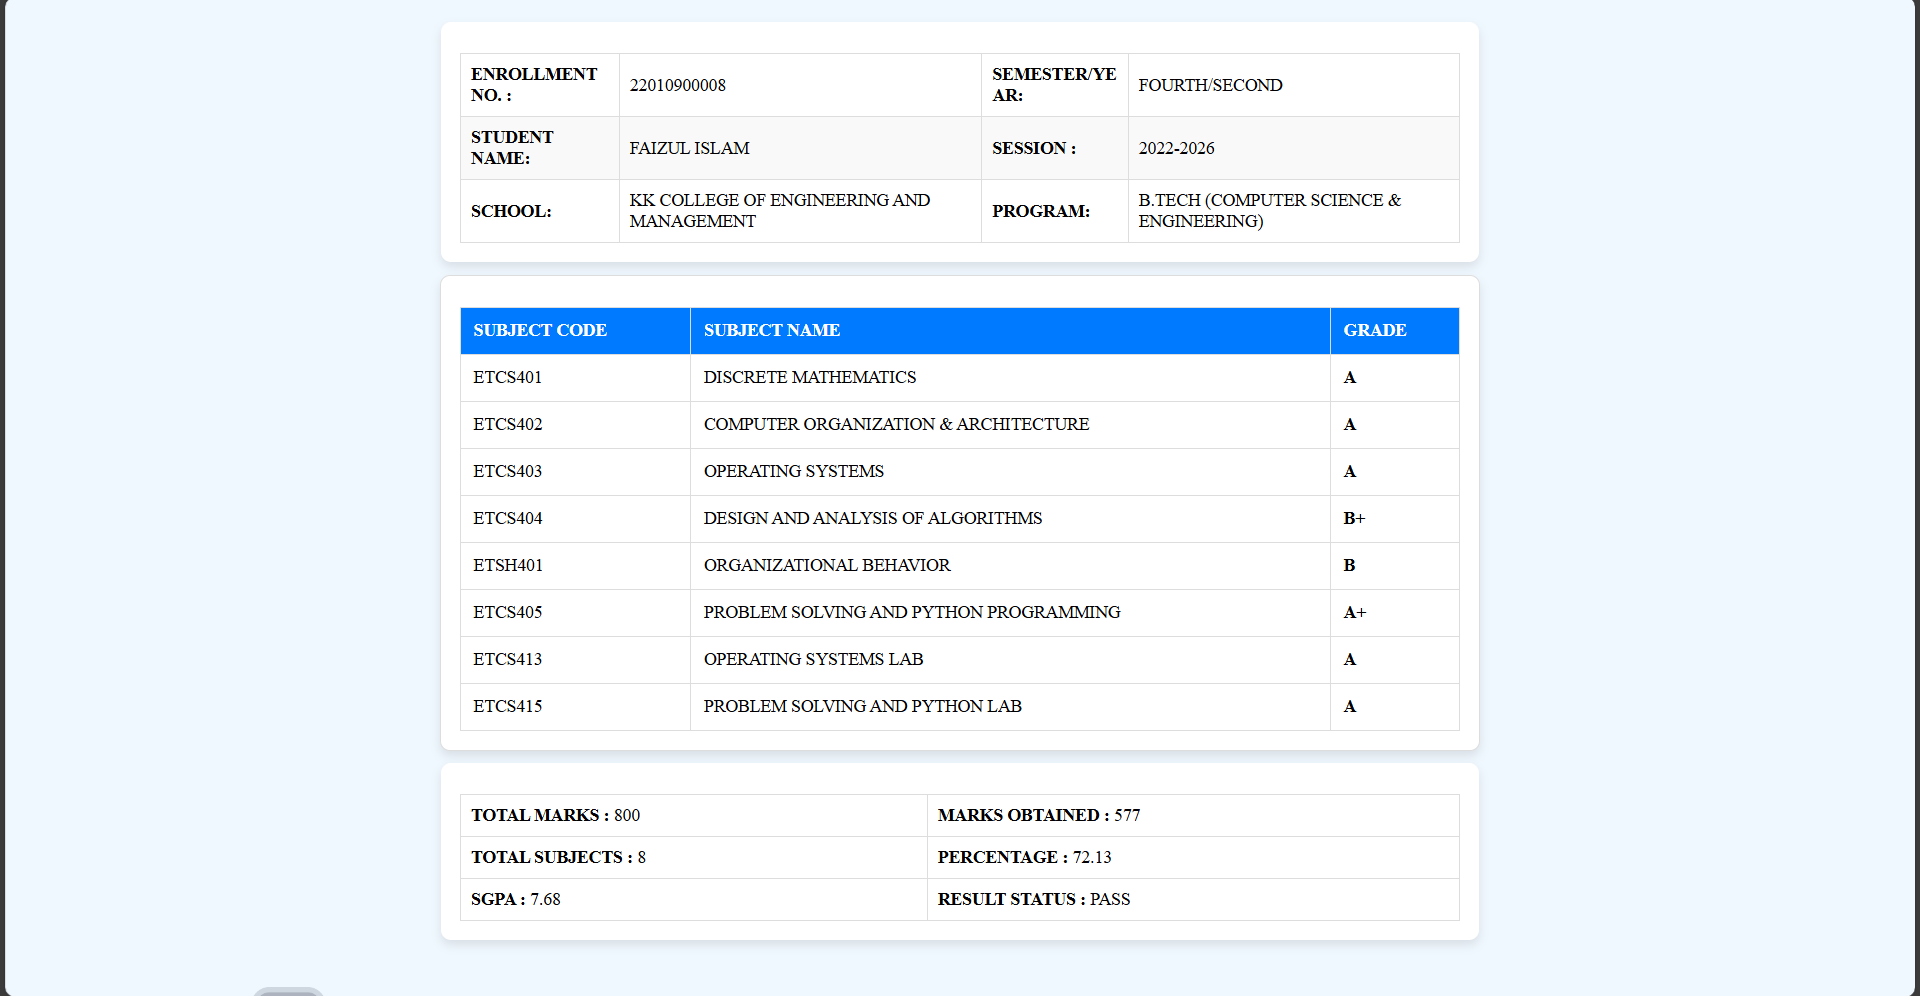 ENROLLMENT NO. : 22010900008 SEMESTER/YEAR: FOURTH/SECOND
STUDENT NAME: FAIZUL ISLAM SESSION : 2022-2026
SCHOOL: KK COLLEGE OF ENGINEERING AND MANAGEMENT PROGRAM: B.TECH (COMPUTER SCIENCE & ENGINEERING)
SUBJECT CODE SUBJECT NAME GRADE
ETCS401 DISCRETE MATHEMATICS A
ETCS402 COMPUTER ORGANIZATION & ARCHITECTURE A
ETCS403 OPERATING SYSTEMS A
ETCS404 DESIGN AND ANALYSIS OF ALGORITHMS B+
ETSH401 ORGANIZATIONAL BEHAVIOR B
ETCS405 PROBLEM SOLVING AND PYTHON PROGRAMMING A+
ETCS413 OPERATING SYSTEMS LAB A
ETCS415 PROBLEM SOLVING AND PYTHON LAB A
TOTAL MARKS : 800 MARKS OBTAINED : 577
TOTAL SUBJECTS : 8 PERCENTAGE : 72.13
SGPA : 7.68 RESULT STATUS : PASS